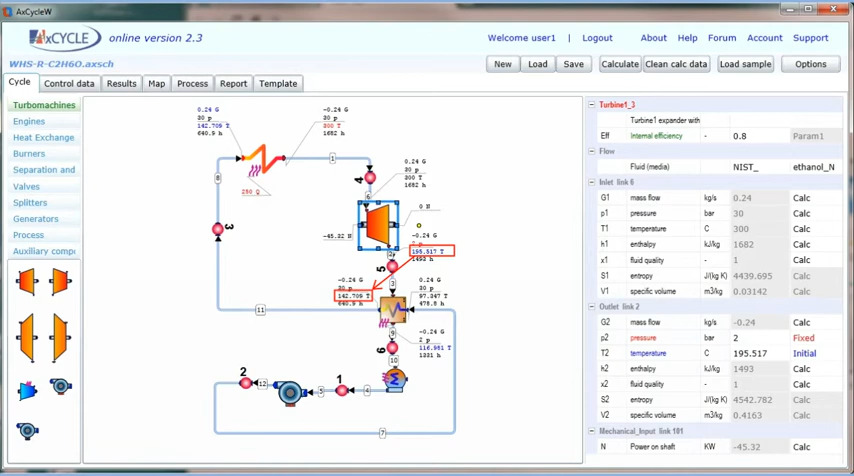 AxCycleW
AxCYCLE online version 2.3
Welcome user1 | Logout About Help Forum Account Support
WHS-R-C2H6O.axsch
New Load Save Calculate Clean calc data Load sample Options
Cycle Control data Results Map Process Report Template
Turbomachines
Engines
Heat Exchange
Burners
Separation and
Valves
Splitters
Generators
Process
Auxiliary comp
0.24 G
30 p
142.709 T
640.9 h
-0.24 G
30 p
300 T
1682 h
250 Q
8
1
4
0.24 G
30 p
300 T
1682 h
6
0 N
-45.32 N
3
-0.24 G
2 p
195.517 T
1493 h
2
5
3
-0.24 G
30 p
142.709 T
640.9 h
0.24 G
30 p
97.347 T
478.8 h
11
9
-0.24 G
2 p
116.981 T
1331 h
6
10
2
12
5
1
4
7
Turbine1_3
Turbine1 expander with
Eff Internal efficiency - 0.8 Param1
Flow
Fluid (media) NIST_ ethanol_N
Inlet link 6
G1 mass flow kg/s 0.24 Calc
p1 pressure bar 30 Calc
T1 temperature C 300 Calc
h1 enthalpy kJ/kg 1682 Calc
x1 fluid quality - 1 Calc
S1 entropy J/(kg K) 4439.695 Calc
V1 specific volume m3/kg 0.03142 Calc
Outlet link 2
G2 mass flow kg/s -0.24 Calc
p2 pressure bar 2 Fixed
T2 temperature C 195.517 Initial
h2 enthalpy kJ/kg 1493 Calc
x2 fluid quality - 1 Calc
S2 entropy J/(kg K) 4542.782 Calc
V2 specific volume m3/kg 0.4163 Calc
Mechanical_Input link 101
N Power on shaft KW -45.32 Calc